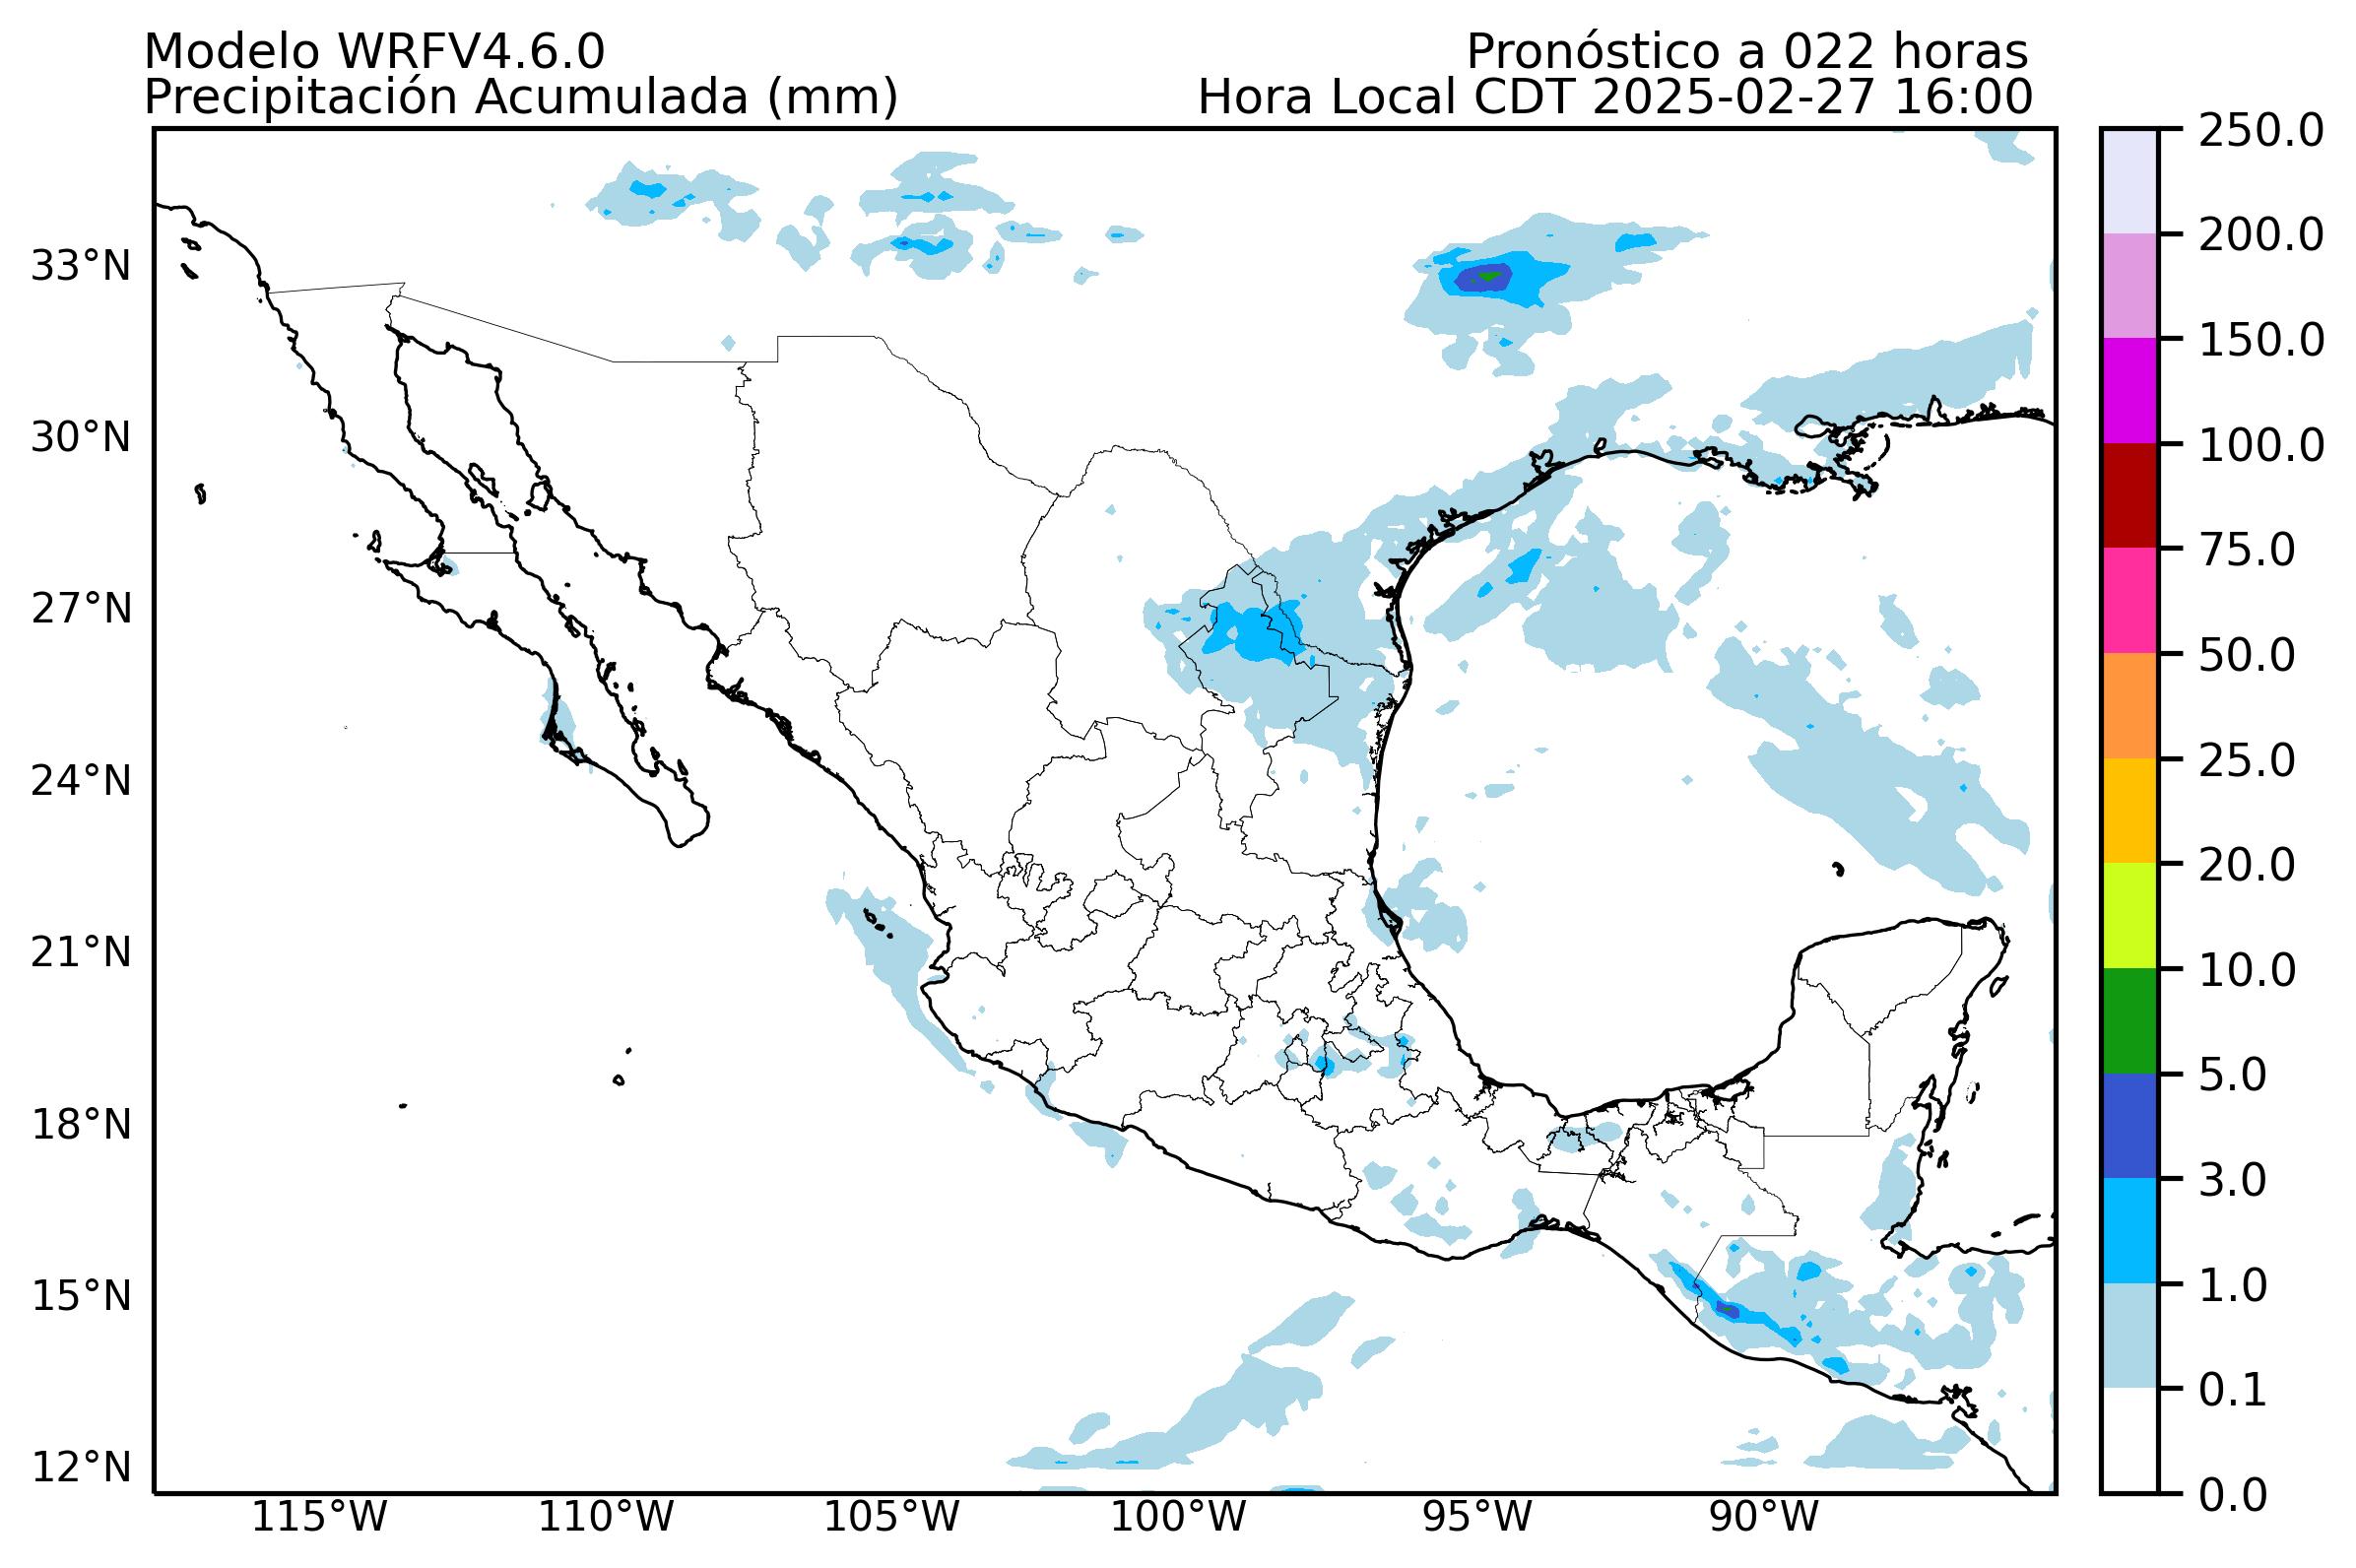 Modelo WRFV4.6.0
Pronóstico a 022 horas
Precipitación Acumulada (mm)
Hora Local CDT 2025-02-27 16:00
33°N
30°N
27°N
24°N
21°N
18°N
15°N
12°N
115°W
110°W
105°W
100°W
95°W
90°W
250.0
200.0
150.0
100.0
75.0
50.0
25.0
20.0
10.0
5.0
3.0
1.0
0.1
0.0